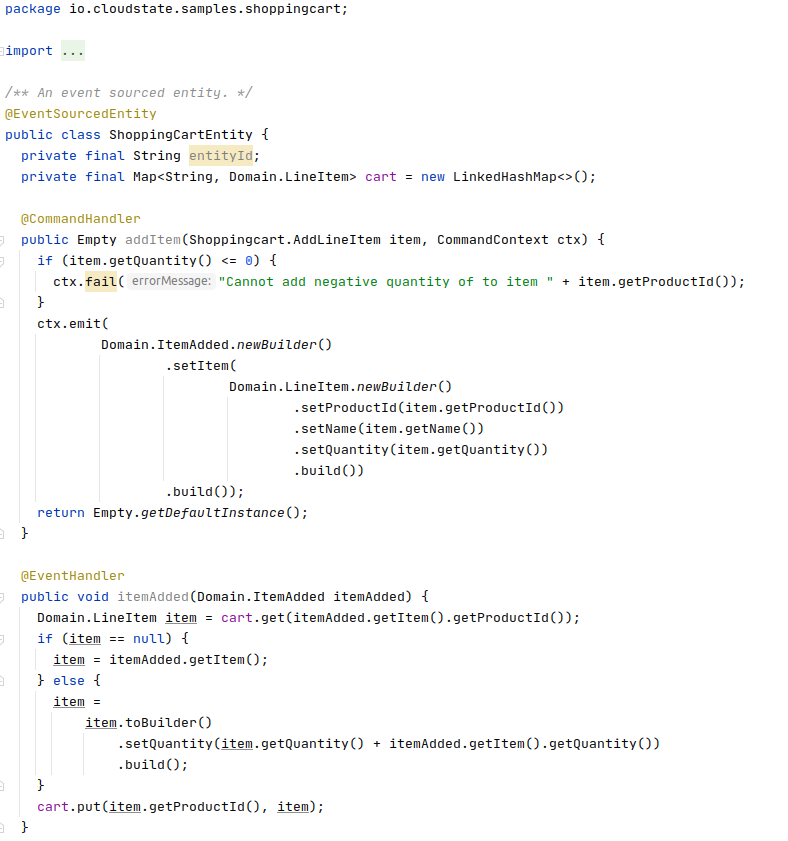 package io.cloudstate.samples.shoppingcart;
import ...
/** An event sourced entity. */
@EventSourcedEntity
public class ShoppingCartEntity {
private final String entityId;
private final Map<String, Domain.LineItem> cart = new LinkedHashMap<>();
@CommandHandler
public Empty addItem(Shoppingcart.AddLineItem item, CommandContext ctx) {
if (item.getQuantity() <= 0) {
ctx.fail( errorMessage: "Cannot add negative quantity of to item " + item.getProductId());
}
ctx.emit(
Domain.ItemAdded.newBuilder()
.setItem(
Domain.LineItem.newBuilder()
.setProductId(item.getProductId())
.setName(item.getName())
.setQuantity(item.getQuantity())
.build())
.build());
return Empty.getDefaultInstance();
}
@EventHandler
public void itemAdded(Domain.ItemAdded itemAdded) {
Domain.LineItem item = cart.get(itemAdded.getItem().getProductId());
if (item == null) {
item = itemAdded.getItem();
} else {
item =
item.toBuilder()
.setQuantity(item.getQuantity() + itemAdded.getItem().getQuantity())
.build();
}
cart.put(item.getProductId(), item);
}